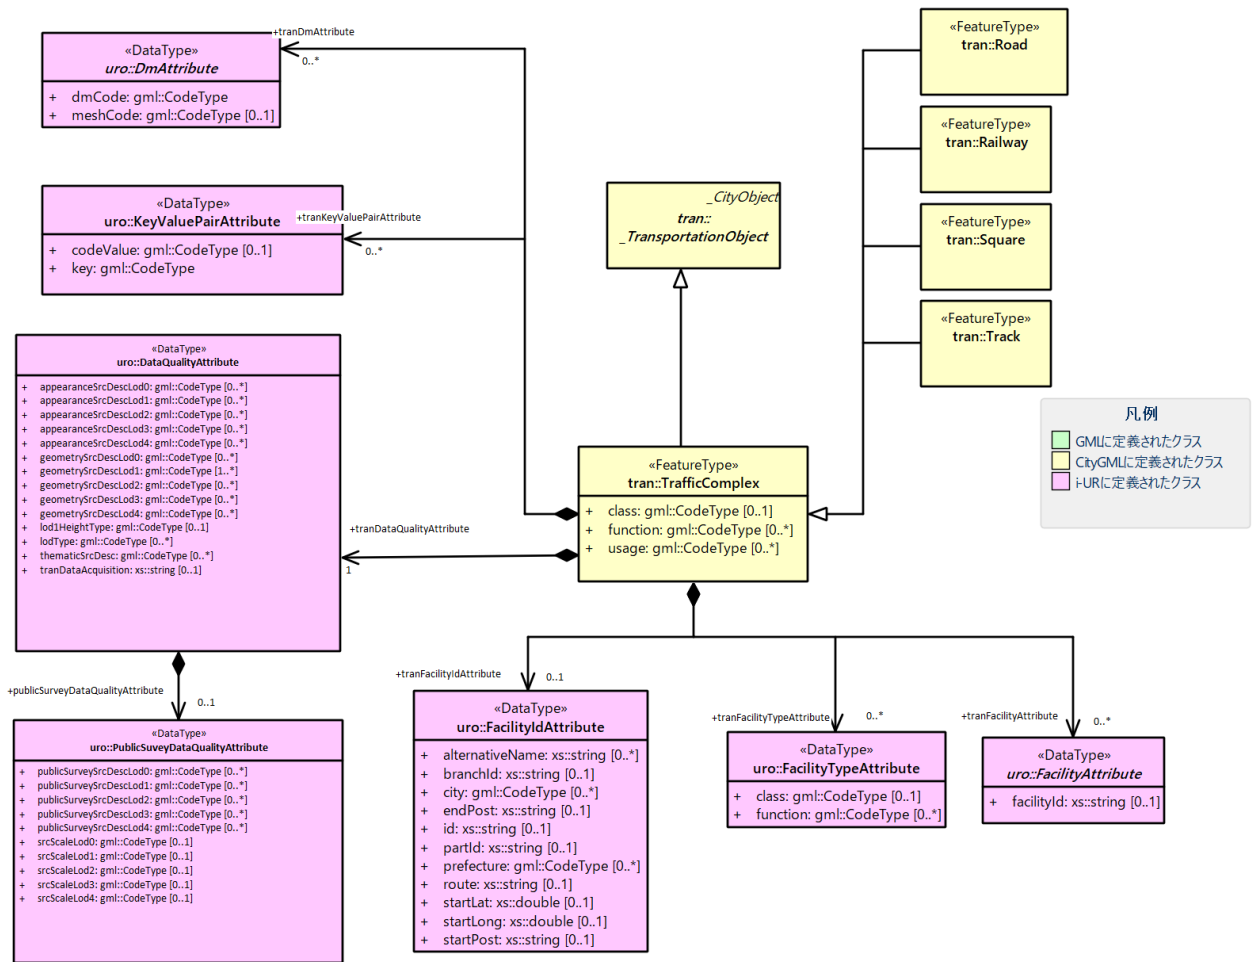 +tranDmAttribute
0..*
«DataType»
uro::DmAttribute
+ dmCode: gml::CodeType
+ meshCode: gml::CodeType [0..1]
«DataType»
uro::KeyValuePairAttribute
+ codeValue: gml::CodeType [0..1]
+ key: gml::CodeType
+tranKeyValuePairAttribute
0..*
_CityObject
tran::
_TransportationObject
«FeatureType»
tran::Road
«FeatureType»
tran::Railway
«FeatureType»
tran::Square
«FeatureType»
tran::Track
凡例
GMLに定義されたクラス
CityGMLに定義されたクラス
i-URに定義されたクラス
«DataType»
uro::DataQualityAttribute
+ appearanceSrcDescLod0: gml::CodeType [0..*]
+ appearanceSrcDescLod1: gml::CodeType [0..*]
+ appearanceSrcDescLod2: gml::CodeType [0..*]
+ appearanceSrcDescLod3: gml::CodeType [0..*]
+ appearanceSrcDescLod4: gml::CodeType [0..*]
+ geometrySrcDescLod0: gml::CodeType [0..*]
+ geometrySrcDescLod1: gml::CodeType [1..*]
+ geometrySrcDescLod2: gml::CodeType [0..*]
+ geometrySrcDescLod3: gml::CodeType [0..*]
+ geometrySrcDescLod4: gml::CodeType [0..*]
+ lod1HeightType: gml::CodeType [0..1]
+ lodType: gml::CodeType [0..*]
+ thematicSrcDesc: gml::CodeType [0..*]
+ tranDataAcquisition: xs::string [0..1]
+tranDataQualityAttribute
1
«FeatureType»
tran::TrafficComplex
+ class: gml::CodeType [0..1]
+ function: gml::CodeType [0..*]
+ usage: gml::CodeType [0..*]
+publicSurveyDataQualityAttribute
0..1
«DataType»
uro::PublicSuveyDataQualityAttribute
+ publicSurveySrcDescLod0: gml::CodeType [0..*]
+ publicSurveySrcDescLod1: gml::CodeType [0..*]
+ publicSurveySrcDescLod2: gml::CodeType [0..*]
+ publicSurveySrcDescLod3: gml::CodeType [0..*]
+ publicSurveySrcDescLod4: gml::CodeType [0..*]
+ srcScaleLod0: gml::CodeType [0..1]
+ srcScaleLod1: gml::CodeType [0..1]
+ srcScaleLod2: gml::CodeType [0..1]
+ srcScaleLod3: gml::CodeType [0..1]
+ srcScaleLod4: gml::CodeType [0..1]
+tranFacilityIdAttribute
0..1
«DataType»
uro::FacilityIdAttribute
+ alternativeName: xs::string [0..*]
+ branchId: xs::string [0..1]
+ city: gml::CodeType [0..*]
+ endPost: xs::string [0..1]
+ id: xs::string [0..1]
+ partId: xs::string [0..1]
+ prefecture: gml::CodeType [0..*]
+ route: xs::string [0..1]
+ startLat: xs::double [0..1]
+ startLong: xs::double [0..1]
+ startPost: xs::string [0..1]
+tranFacilityTypeAttribute
0..*
«DataType»
uro::FacilityTypeAttribute
+ class: gml::CodeType [0..1]
+ function: gml::CodeType [0..*]
+tranFacilityAttribute
0..*
«DataType»
uro::FacilityAttribute
+ facilityId: xs::string [0..1]